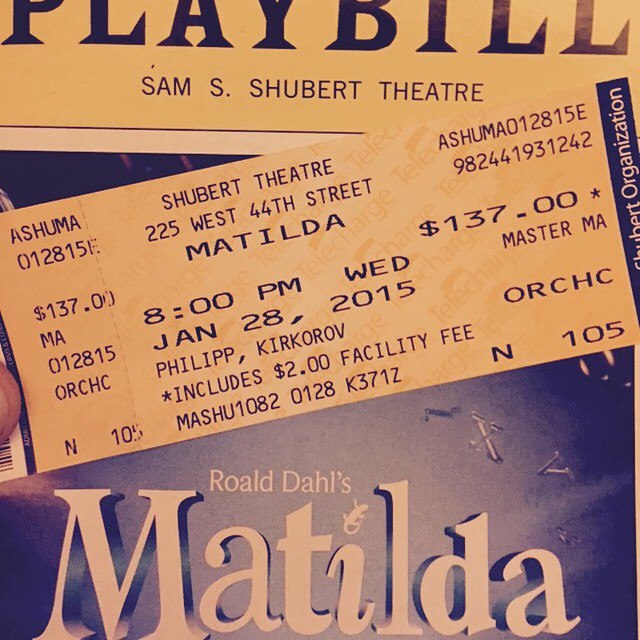 PLAYBILL
SAM S. SHUBERT THEATRE
ASHUMA
012815E
$137.00
MA
012815
ORCHC
N 105
SHUBERT THEATRE
225 WEST 44TH STREET
MATILDA
8:00 PM WED
JAN 28, 2015
PHILIPP, KIRKOROV
*INCLUDES $2.00 FACILITY FEE
MASHU1082 0128 K371Z
ASHUMA012815E
982441931242
$137.00 *
MASTER MA
ORCHC
N 105
Shubert Organization
Telecharge
Roald Dahl's
Matilda